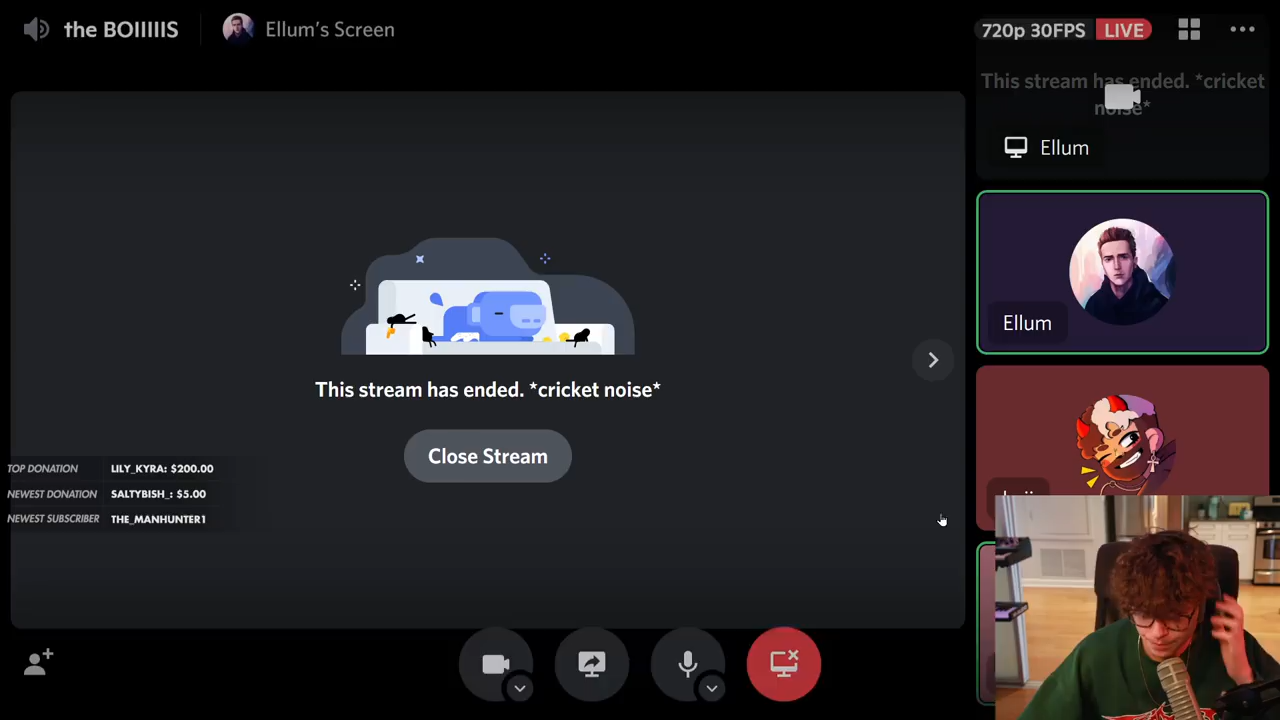 the BOIIIIIS
Ellum's Screen
720p 30FPS
LIVE
This stream has ended. *cricket
noise*
Ellum
Ellum
This stream has ended. *cricket noise*
Close Stream
TOP DONATION LILY_KYRA: $200.00
NEWEST DONATION SALTYBISH_: $5.00
NEWEST SUBSCRIBER THE_MANHUNTER1